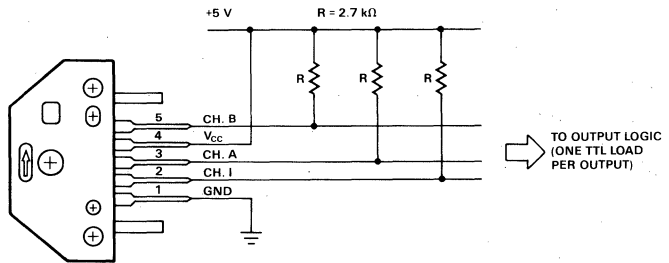 +5 V
R = 2.7 kΩ
R
R
R
5 CH. B
4 VCC
3 CH. A
2 CH. I
1 GND
TO OUTPUT LOGIC
(ONE TTL LOAD
PER OUTPUT)